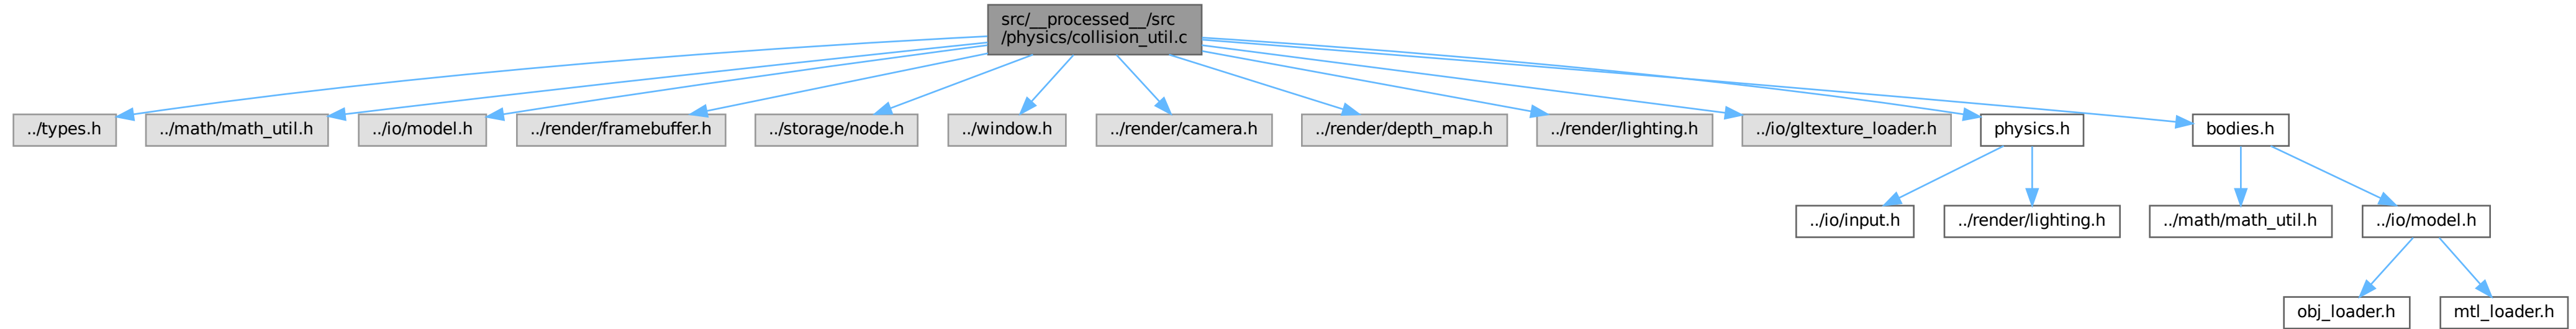 src/__processed__/src
/physics/collision_util.c
../types.h
../math/math_util.h
../io/model.h
../render/framebuffer.h
../storage/node.h
../window.h
../render/camera.h
../render/depth_map.h
../render/lighting.h
../io/gltexture_loader.h
physics.h
bodies.h
../io/input.h
../render/lighting.h
../math/math_util.h
../io/model.h
obj_loader.h
mtl_loader.h